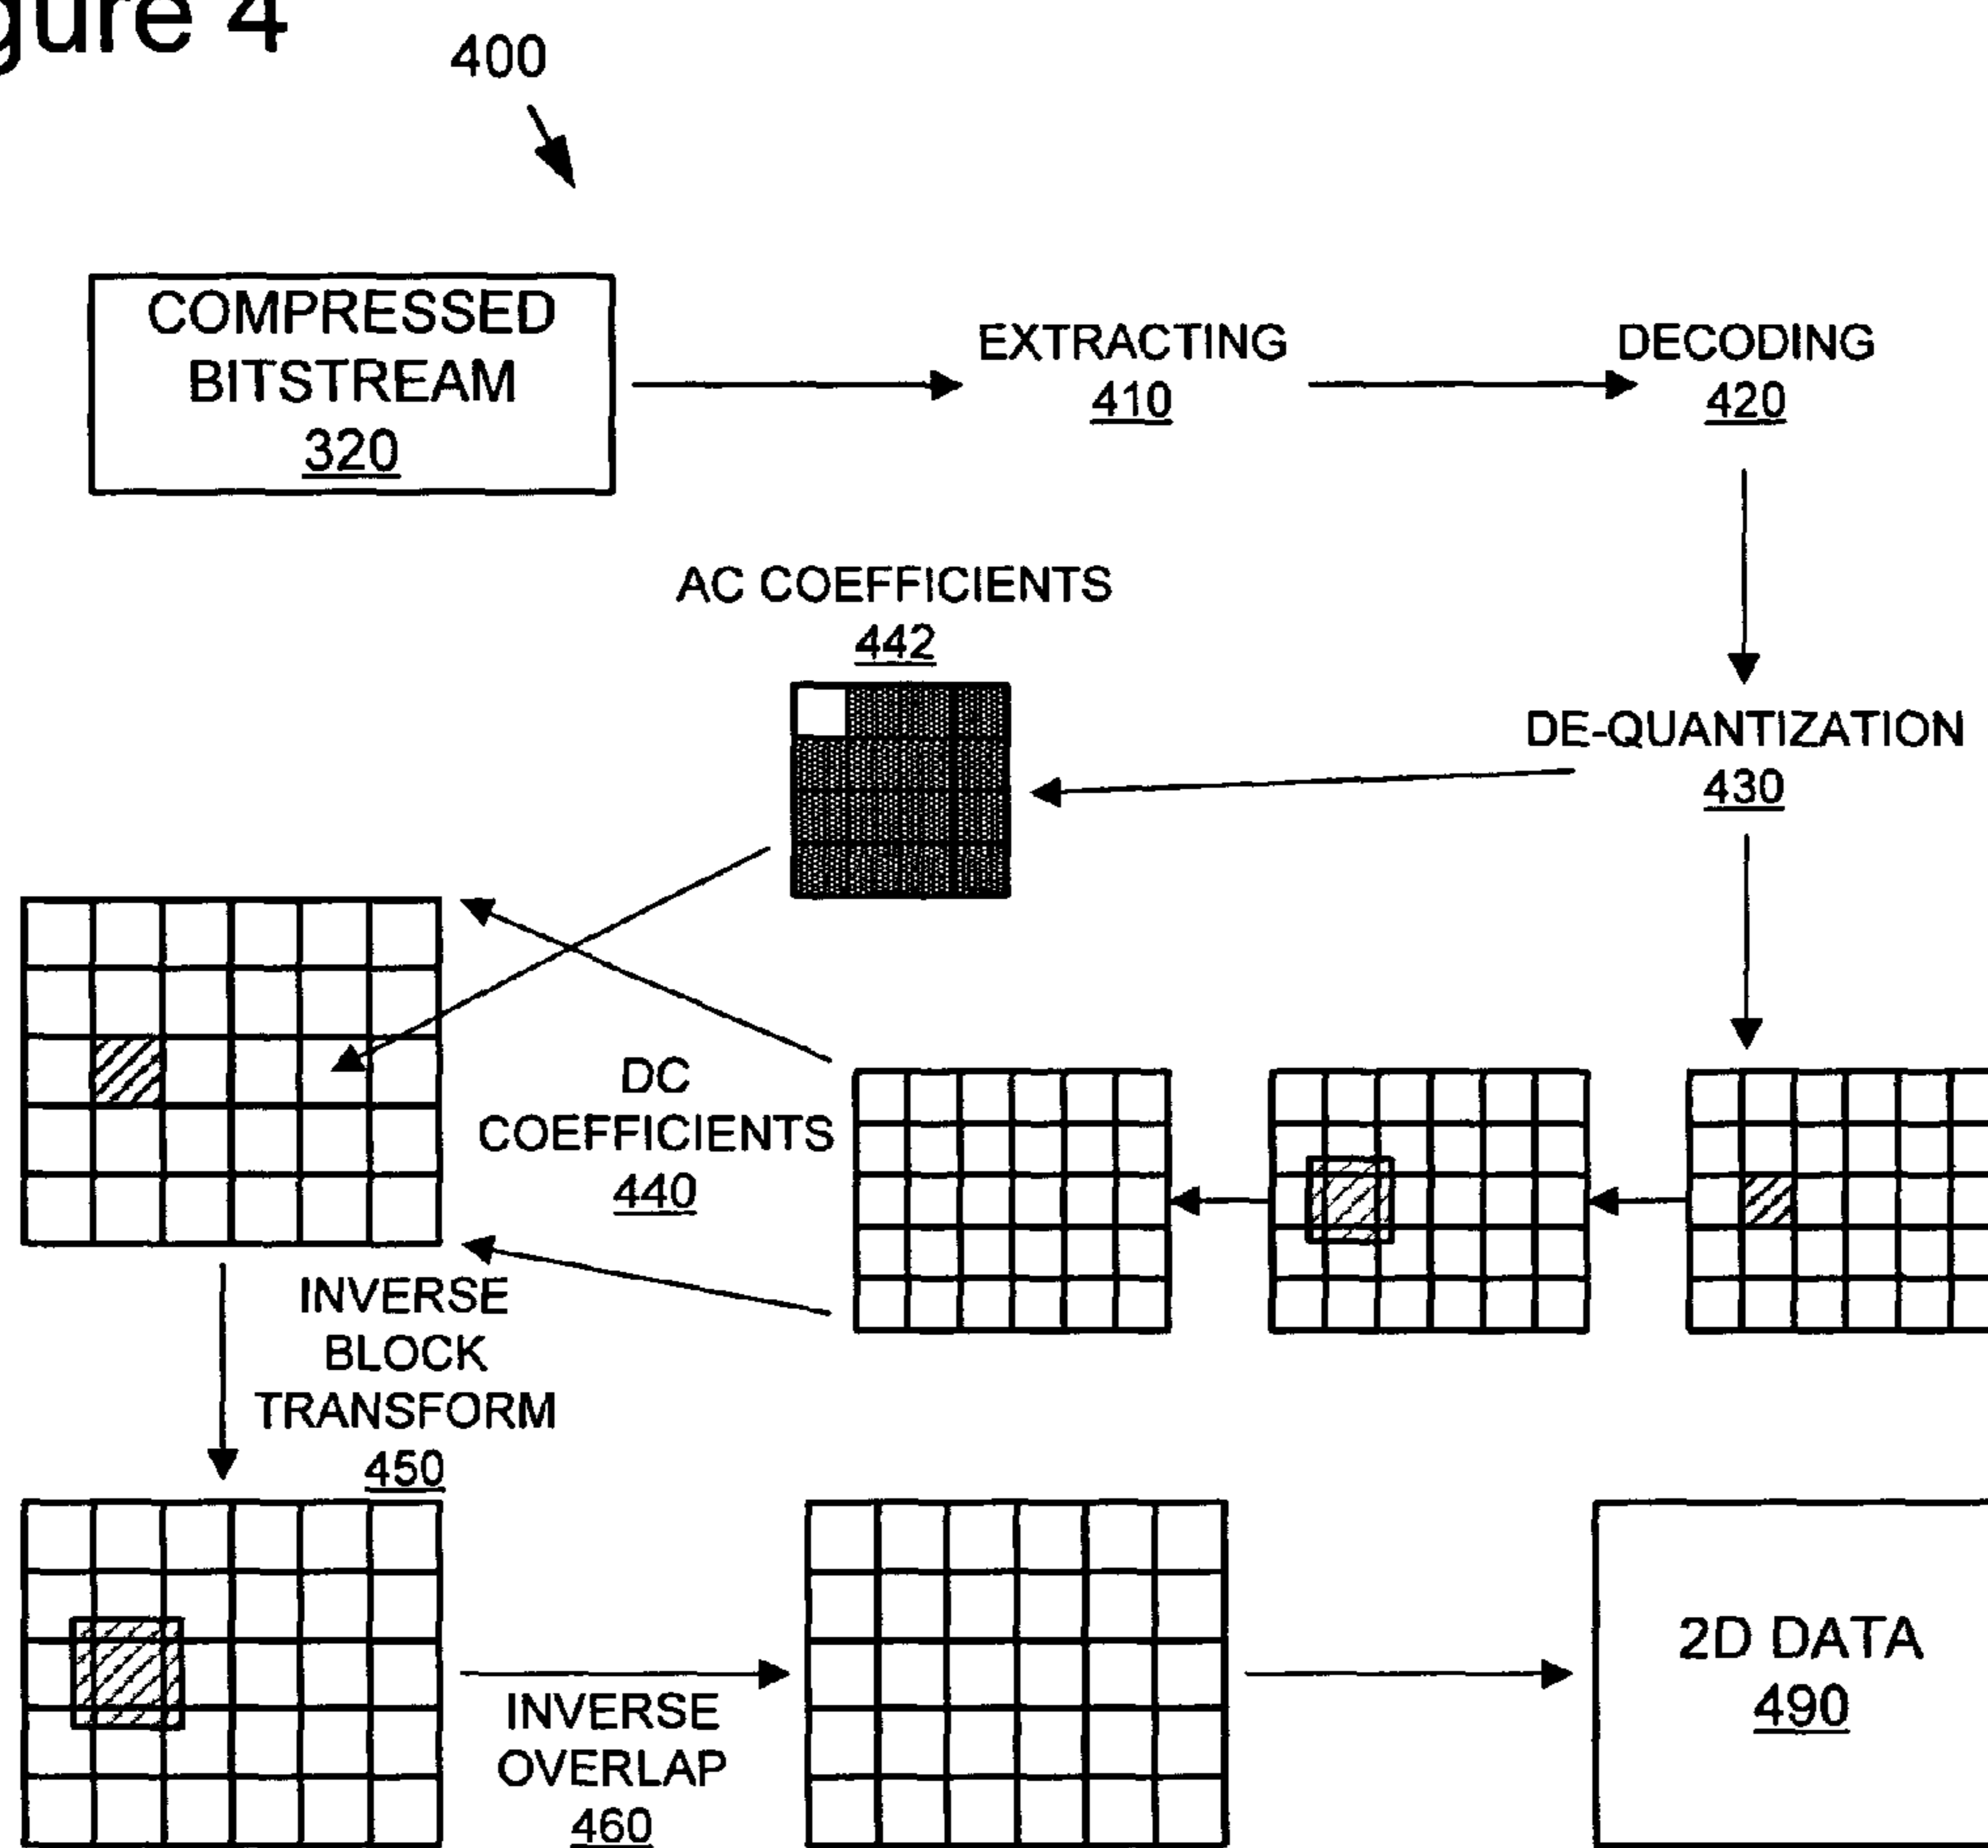 gure 4
400
COMPRESSED
BITSTREAM
320
EXTRACTING
410
DECODING
420
AC COEFFICIENTS
442
DE-QUANTIZATION
430
DC
COEFFICIENTS
440
INVERSE
BLOCK
TRANSFORM
450
INVERSE
OVERLAP
460
2D DATA
490